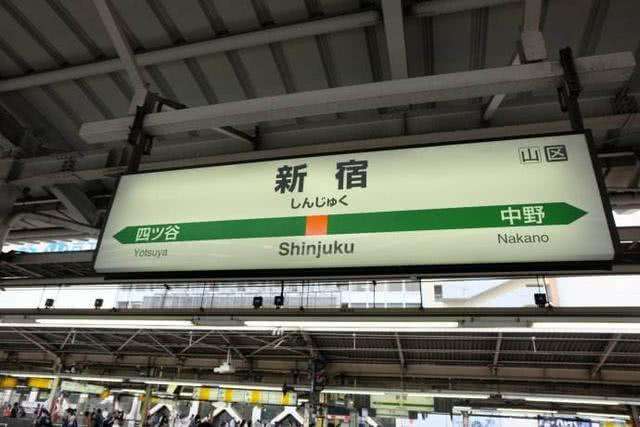 山区
新宿
しんじゅく
四ツ谷
中野
Yotsuya
Shinjuku
Nakano